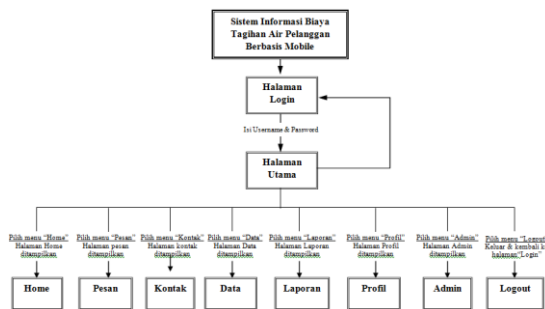 Sistem Informasi Biaya
Tagihan Air Pelanggan
Berbasis Mobile
Halaman
Login
Isi Username & Password
Halaman
Utama
Pilih menu "Home"
Halaman Home
ditampilkan
Pilih menu "Pesan"
Halaman pesan
ditampilkan
Pilih menu "Kontak"
Halaman kontak
ditampilkan
Pilih menu "Data"
Halaman Data
ditampilkan
Pilih menu "Laporan"
Halaman Laporan
ditampilkan
Pilih menu "Profil"
Halaman Profil
ditampilkan
Pilih menu "Admin"
Halaman Admin
ditampilkan
Pilih menu "Logout
Keluar & kembali k
halaman "Login"
Home
Pesan
Kontak
Data
Laporan
Profil
Admin
Logout